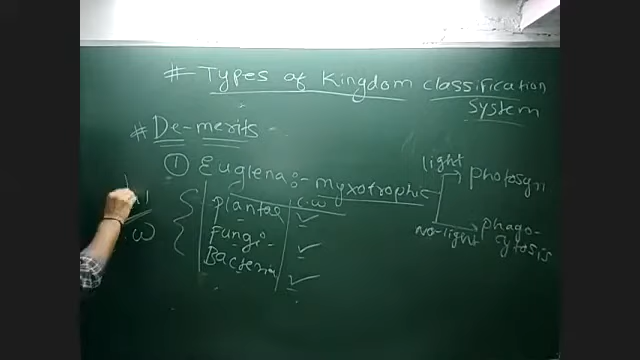 # Types of Kingdom classification
System
# De-merits -
① Euglena :- myxotrophic
light → photosyn
no-light → phago-
cytosis
C.W
plantae ✓
Fungi ✓
Bacteria ✓
W